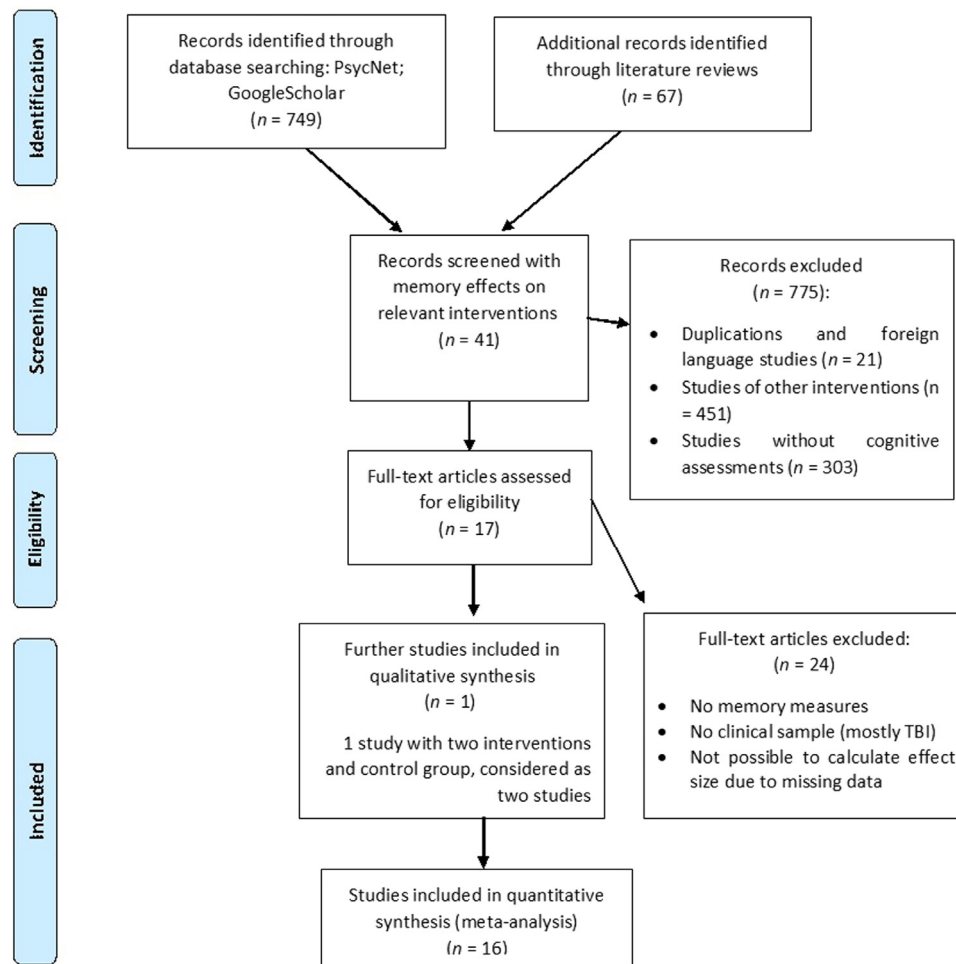 Identification
Records identified through
database searching: PsycNet;
GoogleScholar
(n = 749)
Additional records identified
through literature reviews
(n = 67)
Screening
Records screened with
memory effects on
relevant interventions
(n = 41)
Records excluded
(n = 775):
• Duplications and foreign
language studies (n = 21)
• Studies of other interventions (n
= 451)
• Studies without cognitive
assessments (n = 303)
Eligibility
Full-text articles assessed
for eligibility
(n = 17)
Included
Further studies included in
qualitative synthesis
(n = 1)
1 study with two interventions
and control group, considered as
two studies
Full-text articles excluded:
(n = 24)
• No memory measures
• No clinical sample (mostly TBI)
• Not possible to calculate effect
size due to missing data
Studies included in quantitative
synthesis (meta-analysis)
(n = 16)